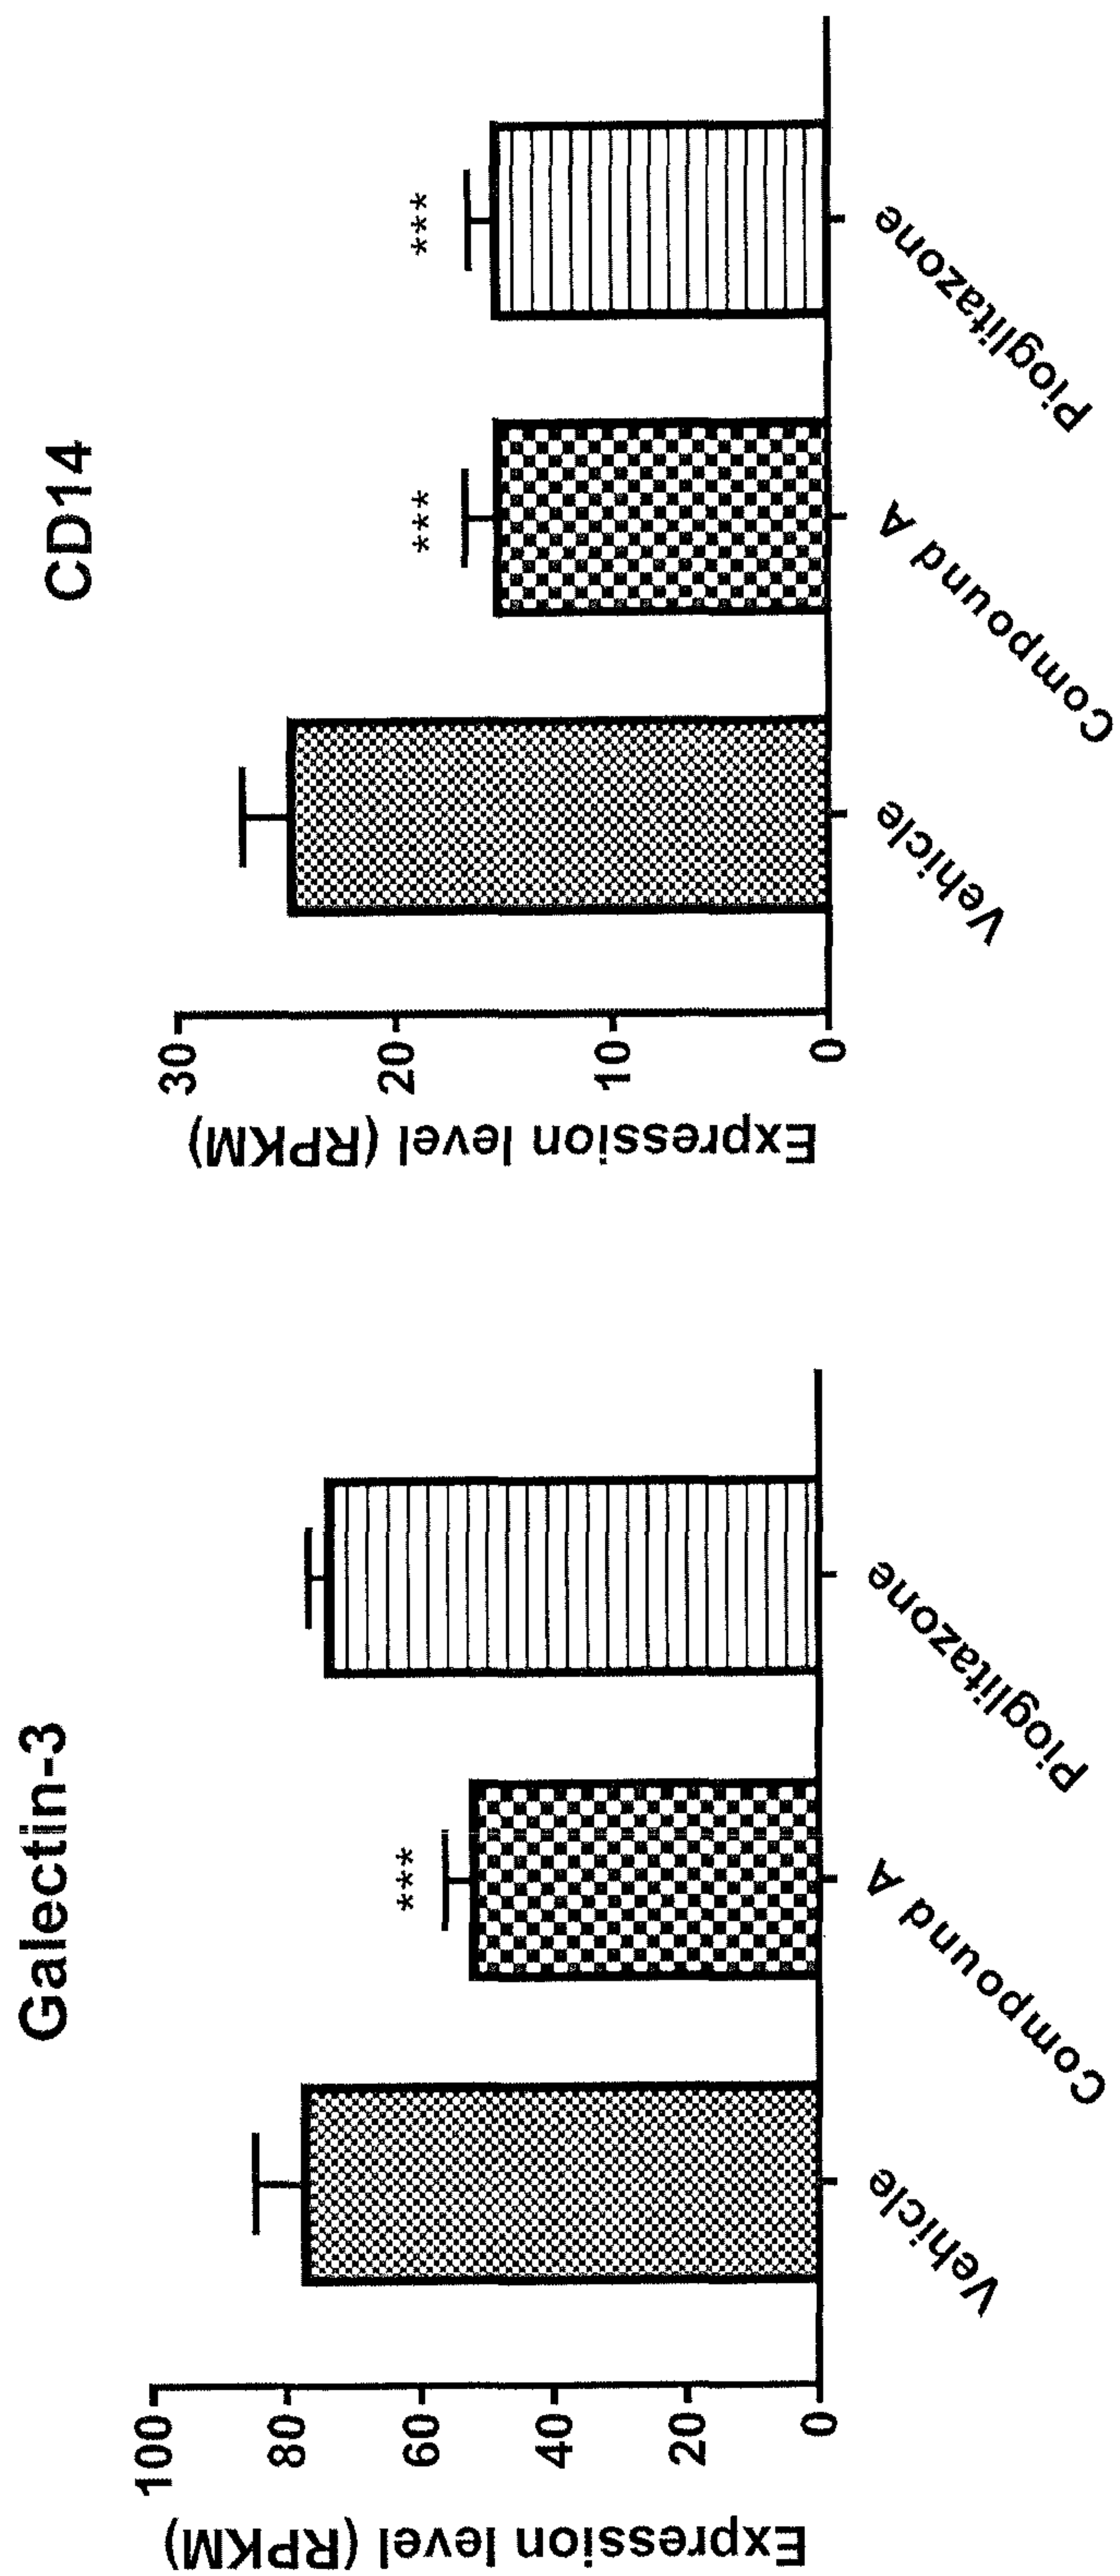 Galectin-3
Expression level (RPKM)
100
80
60
40
20
0
***
Vehicle
Compound A
Pioglitazone
CD14
Expression level (RPKM)
30
20
10
0
***
***
Vehicle
Compound A
Pioglitazone